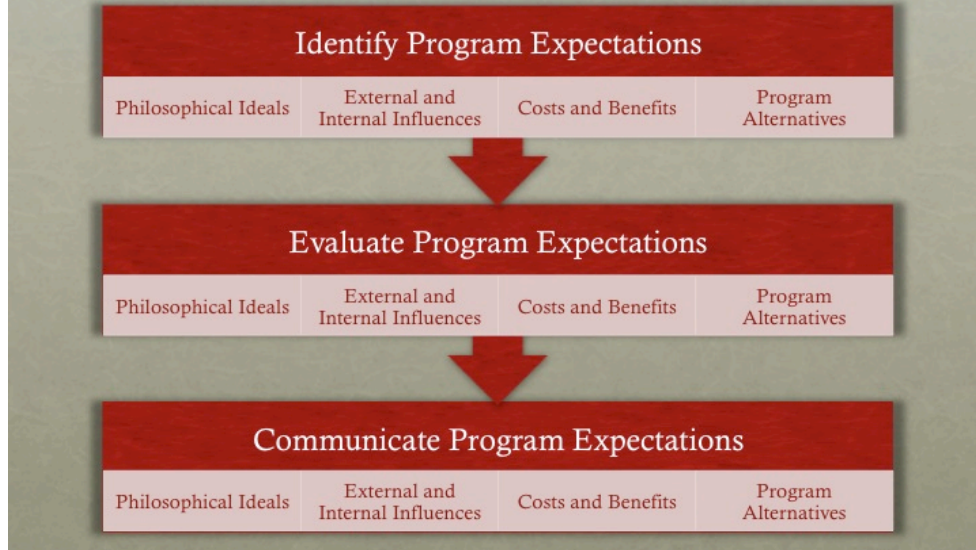 Identify Program Expectations
Philosophical Ideals
External and
Internal Influences
Costs and Benefits
Program
Alternatives
Evaluate Program Expectations
Philosophical Ideals
External and
Internal Influences
Costs and Benefits
Program
Alternatives
Communicate Program Expectations
Philosophical Ideals
External and
Internal Influences
Costs and Benefits
Program
Alternatives